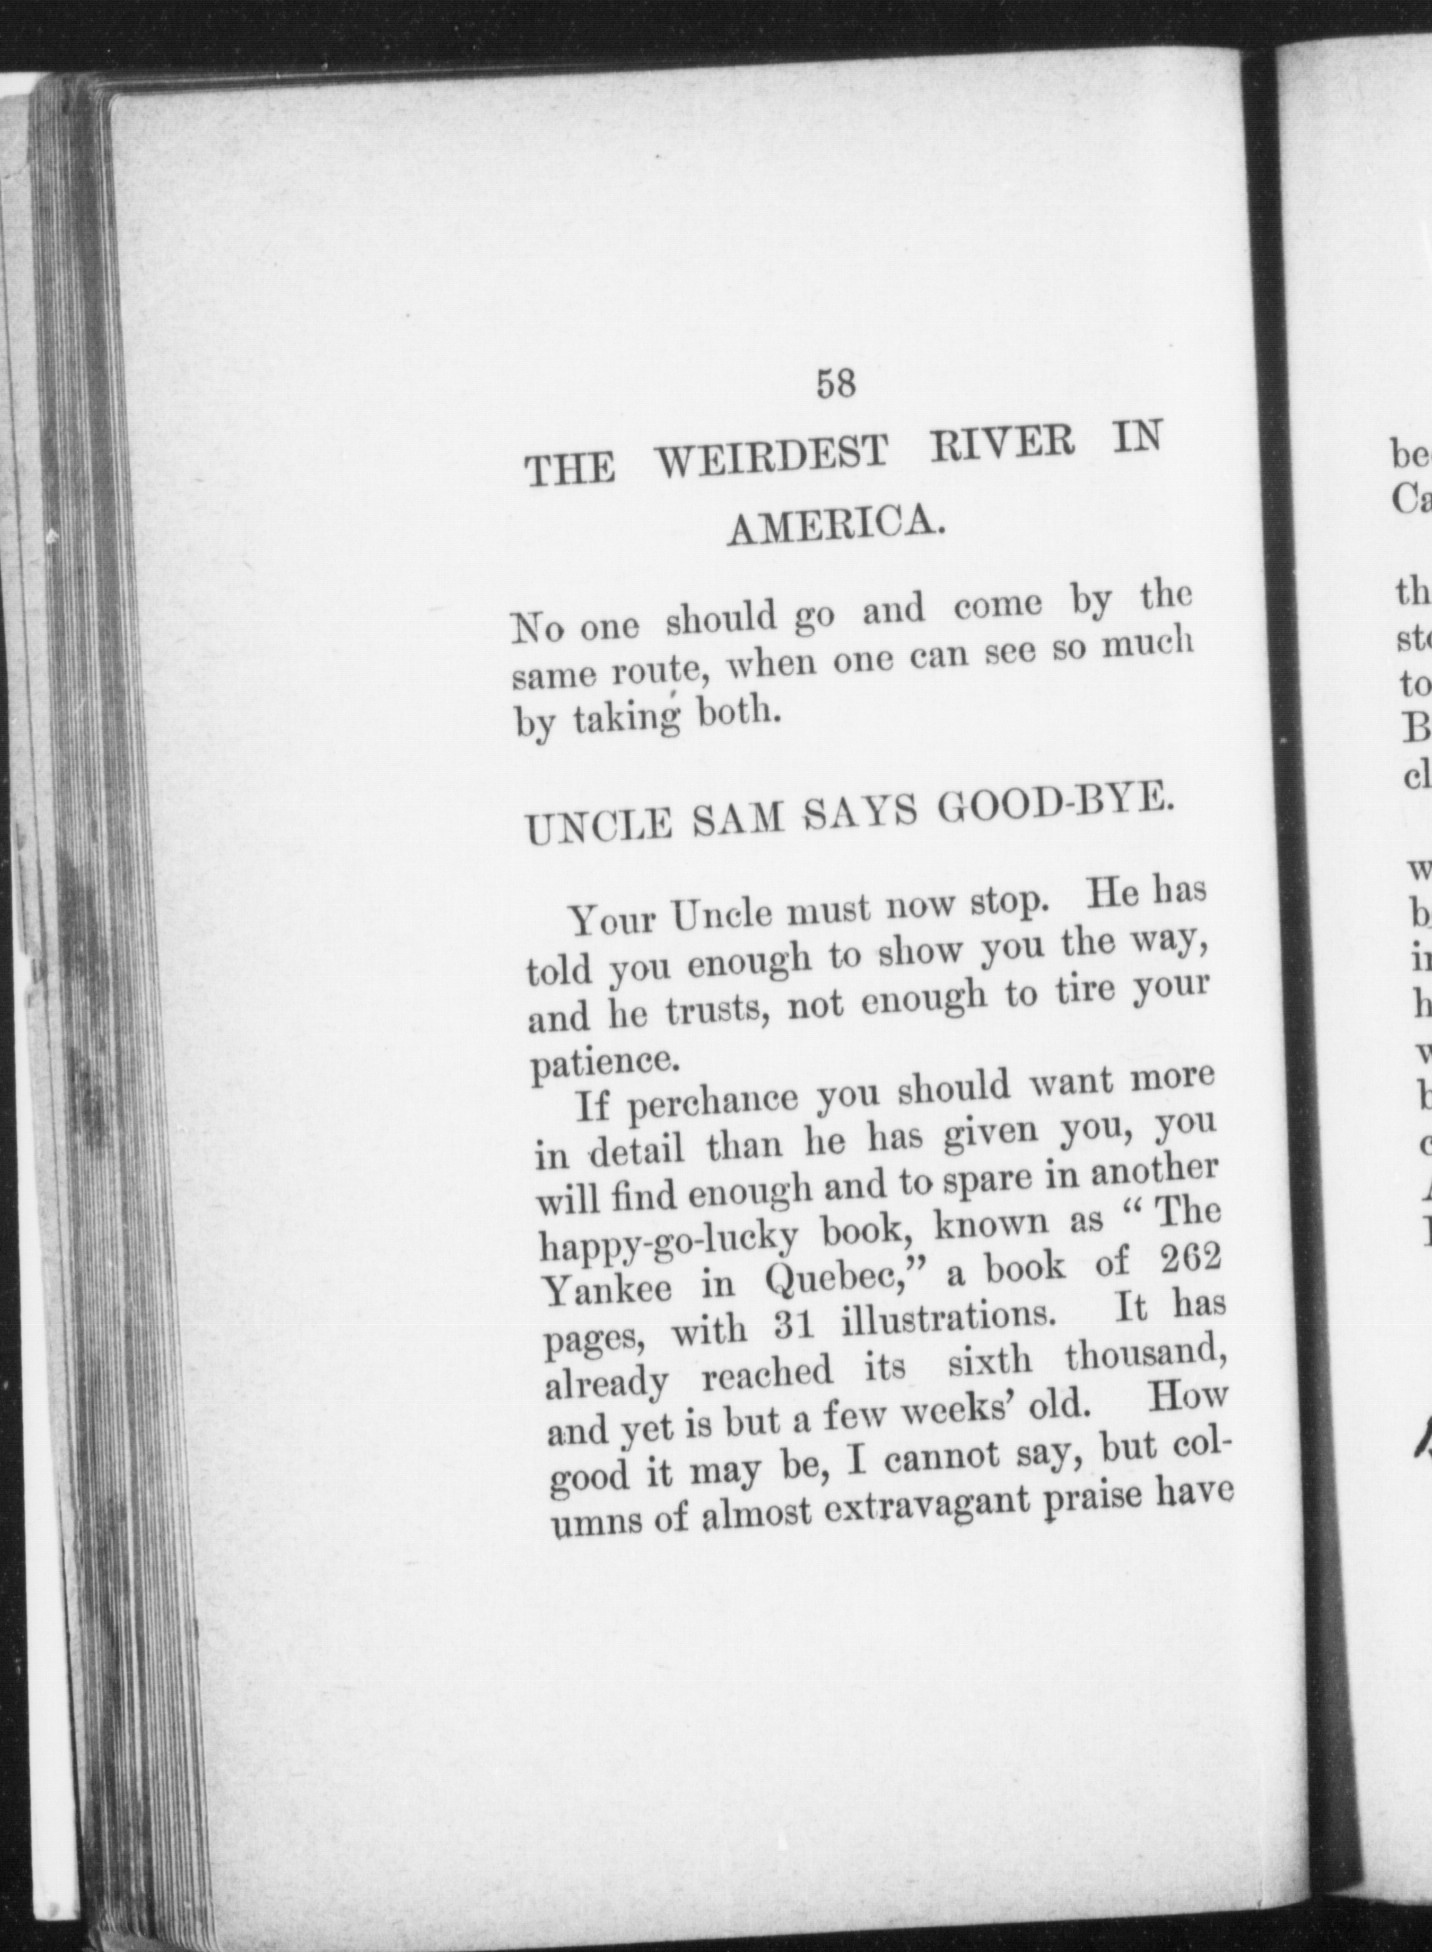 58
THE WEIRDEST RIVER IN
AMERICA.
No one should go and come by the
same route, when one can see so much
by taking both.
UNCLE SAM SAYS GOOD-BYE.
Your Uncle must now stop. He has
told you enough to show you the way,
and he trusts, not enough to tire your
patience.
If perchance you should want more
in detail than he has given you, you
will find enough and to spare in another
happy-go-lucky book, known as “ The
Yankee in Quebec,” a book of 262
pages, with 31 illustrations. It has
already reached its sixth thousand,
and yet is but a few weeks’ old. How
good it may be, I cannot say, but col-
umns of almost extravagant praise have